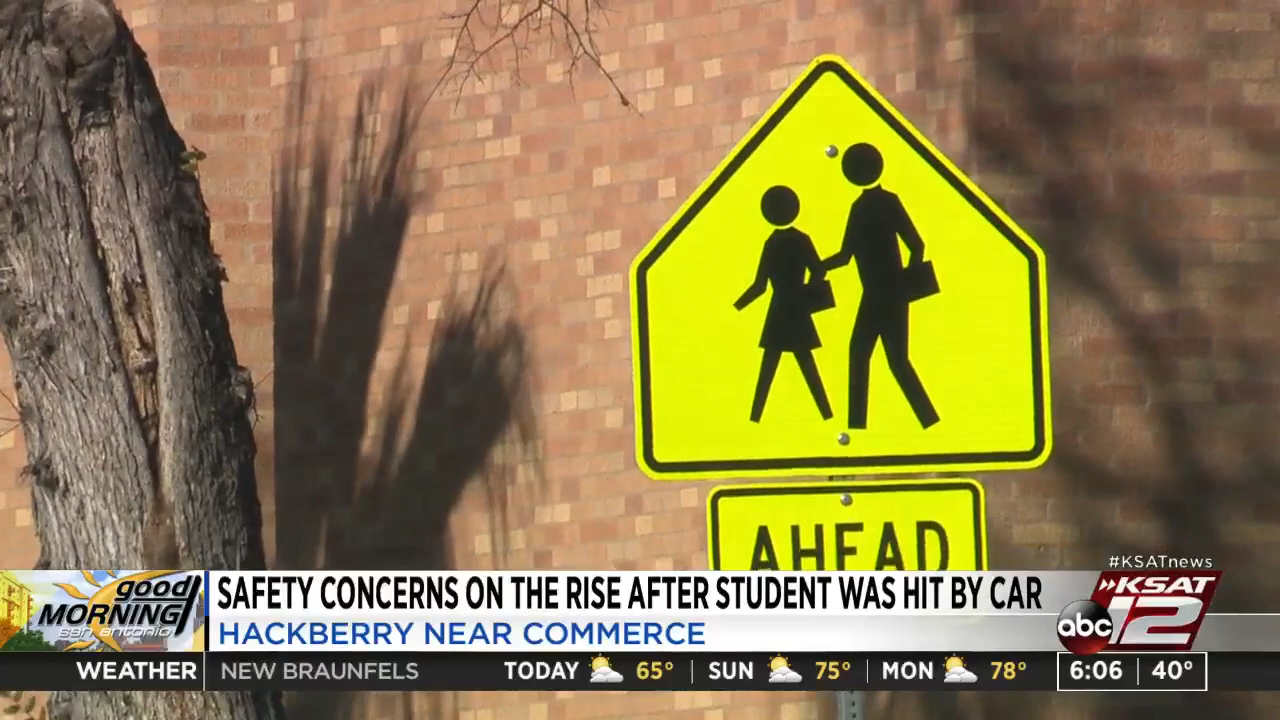 AHEAD
#KSATnews
good
MORNING
san antonio
SAFETY CONCERNS ON THE RISE AFTER STUDENT WAS HIT BY CAR
HACKBERRY NEAR COMMERCE
KSAT
abc 12
WEATHER NEW BRAUNFELS TODAY 65° SUN 75° MON 78° 6:06 40°